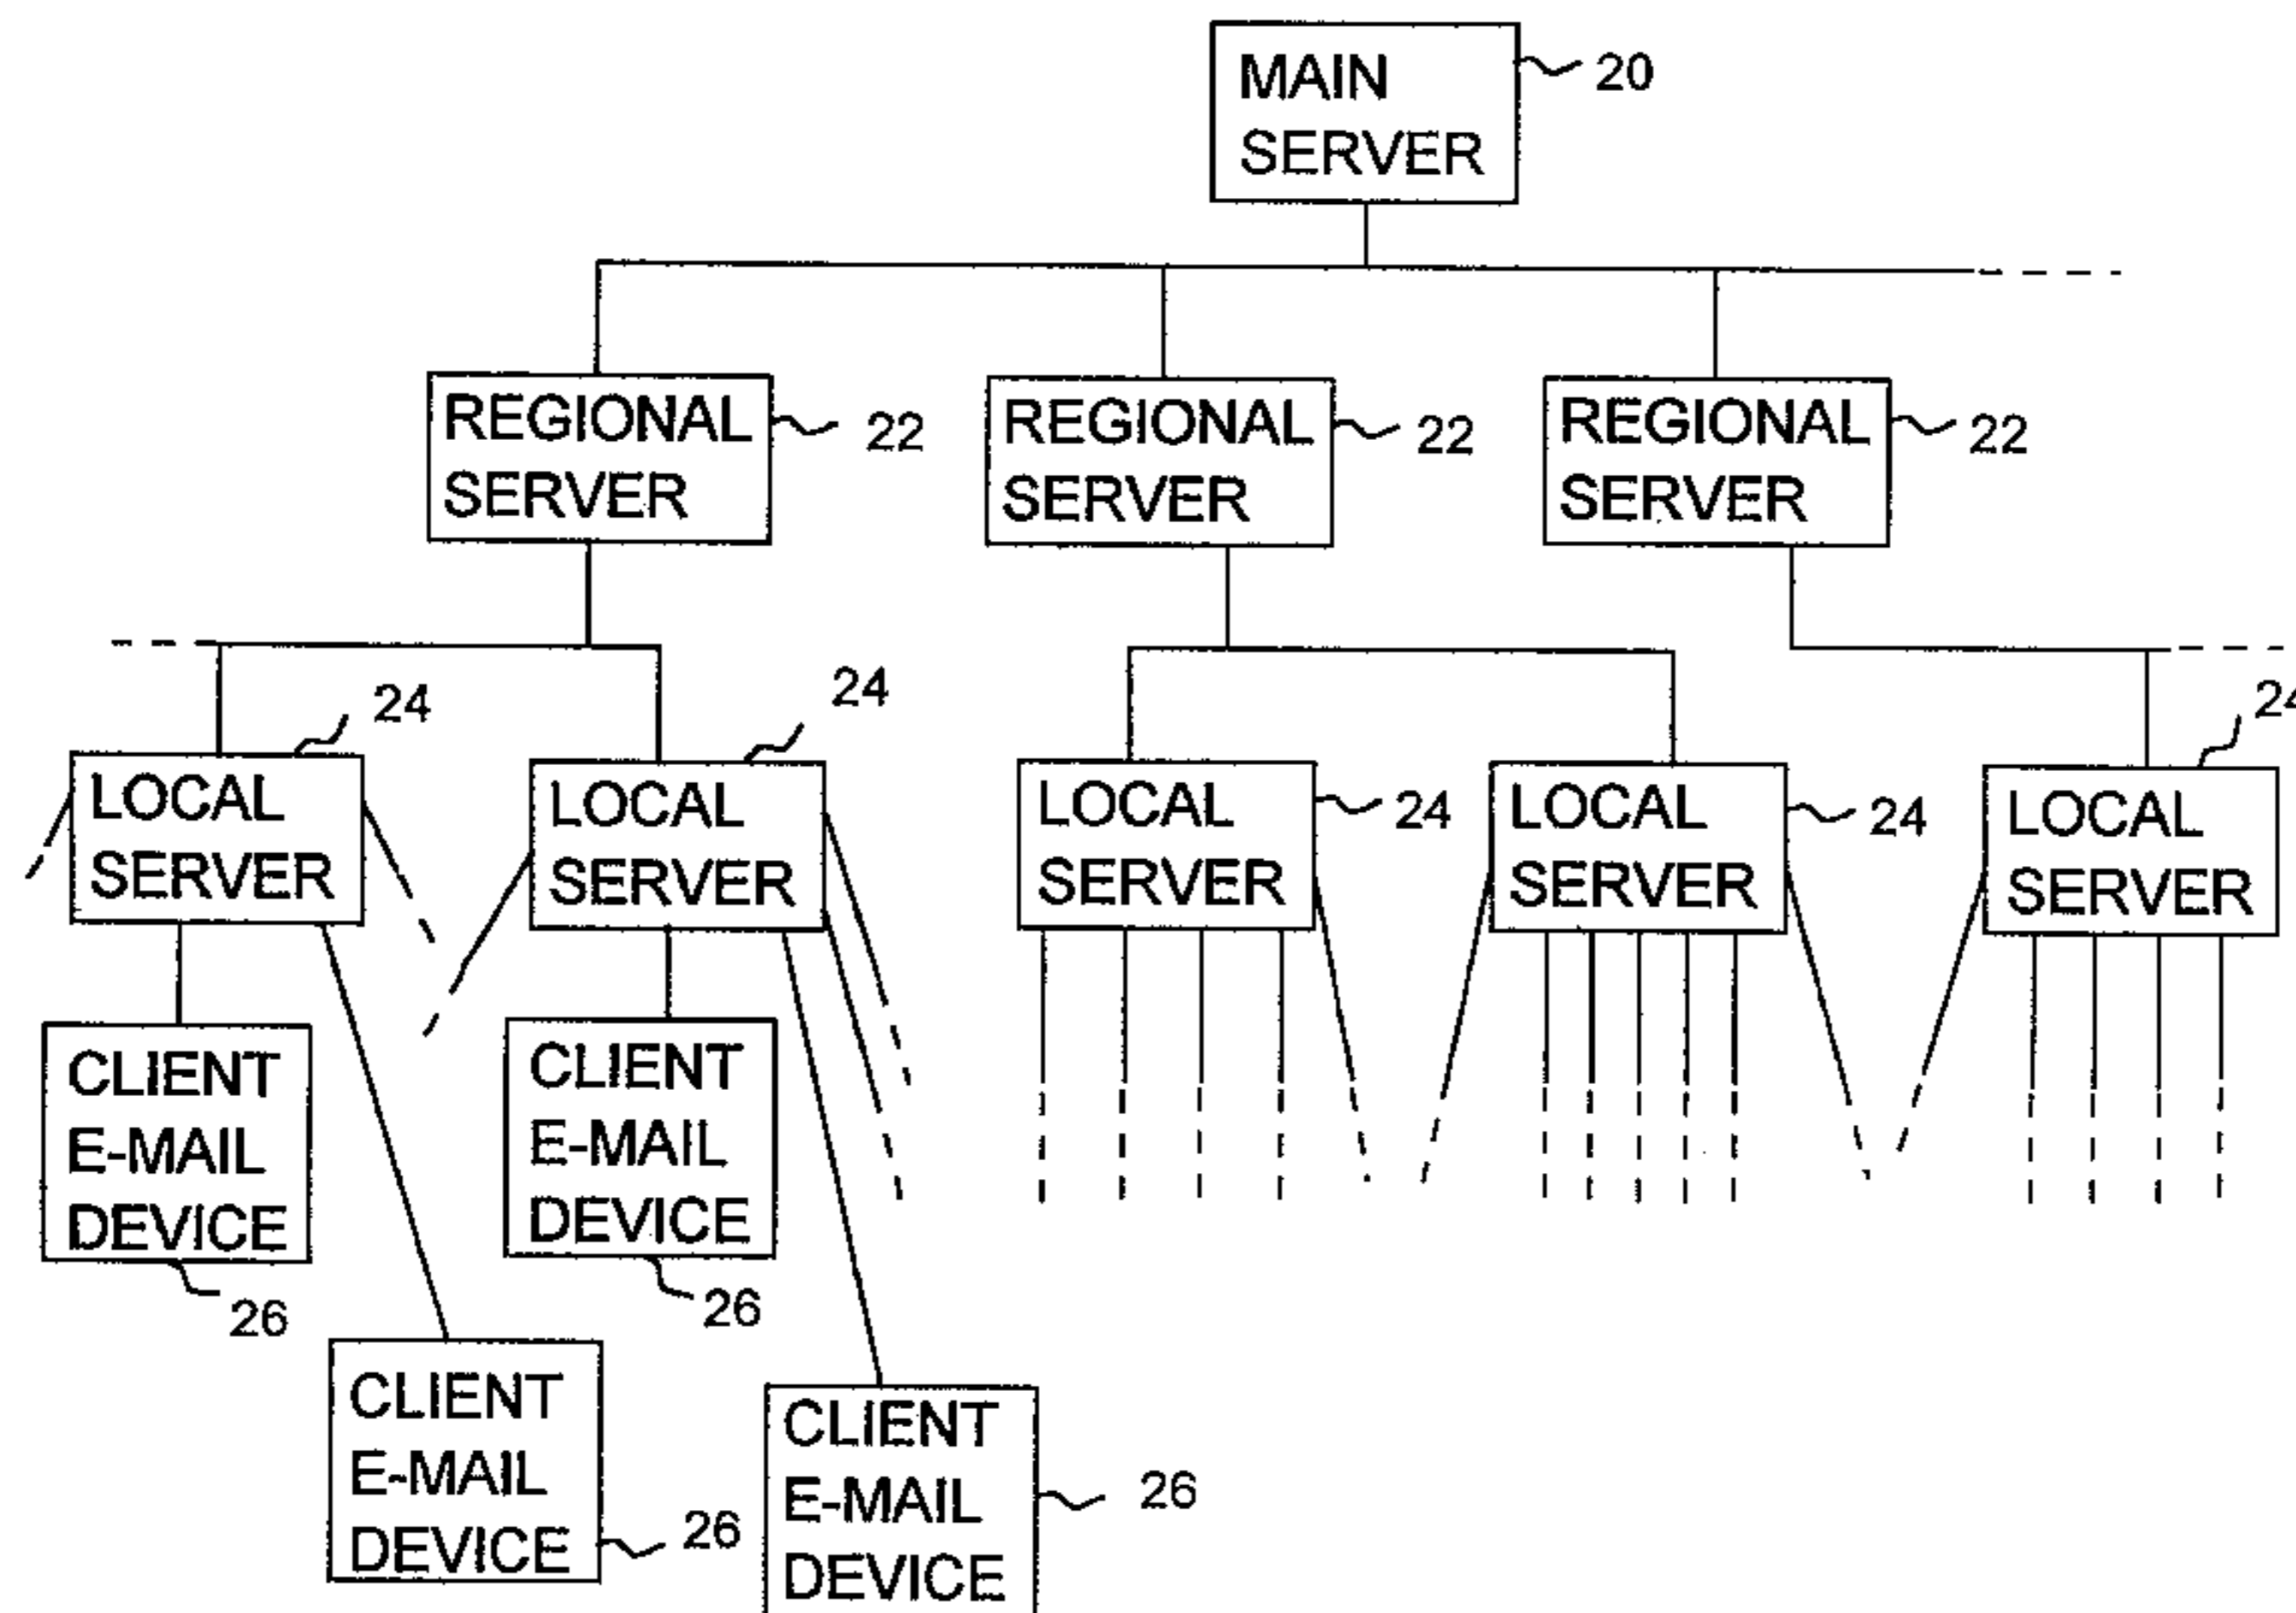 MAIN
SERVER
20
REGIONAL
SERVER
22
REGIONAL
SERVER
22
REGIONAL
SERVER
22
24
LOCAL
SERVER
24
LOCAL
SERVER
LOCAL
SERVER
24
LOCAL
SERVER
24
24
LOCAL
SERVER
CLIENT
E-MAIL
DEVICE
26
CLIENT
E-MAIL
DEVICE
26
CLIENT
E-MAIL
DEVICE
26
CLIENT
E-MAIL
DEVICE
26